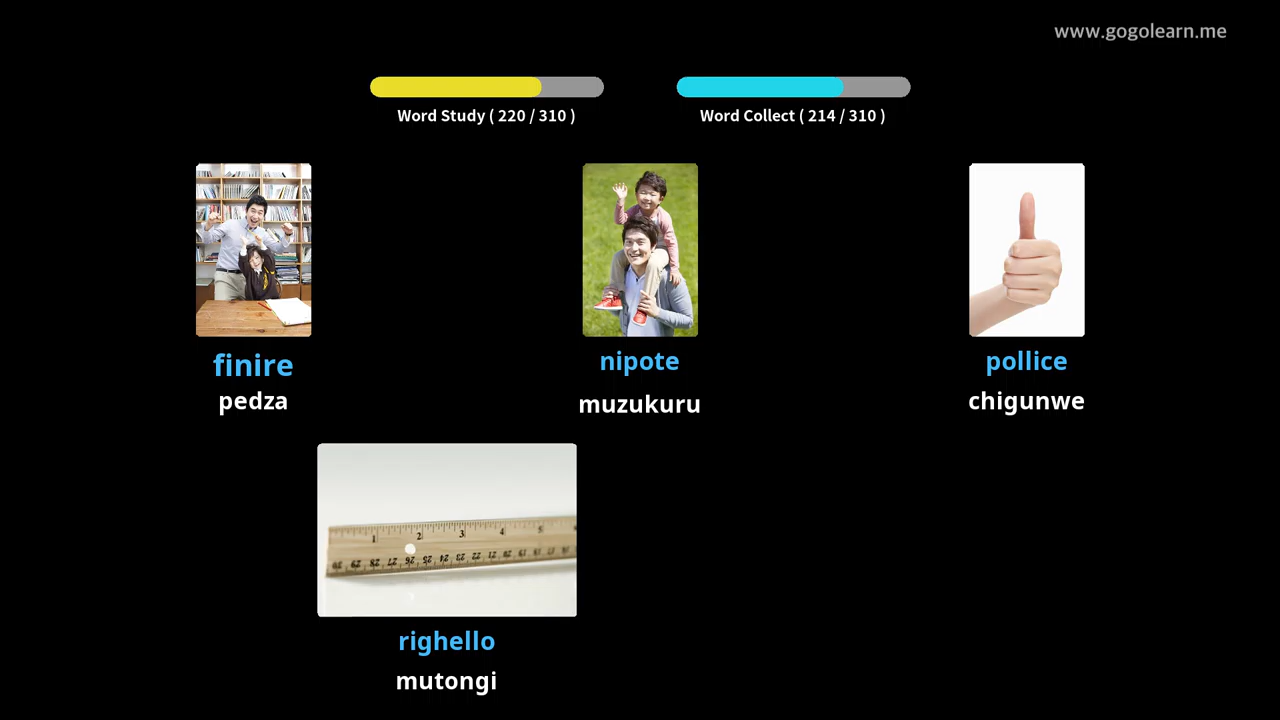 www.gogolearn.me
Word Study ( 220 / 310 )
Word Collect ( 214 / 310 )
finire
pedza
nipote
muzukuru
pollice
chigunwe
righello
mutongi